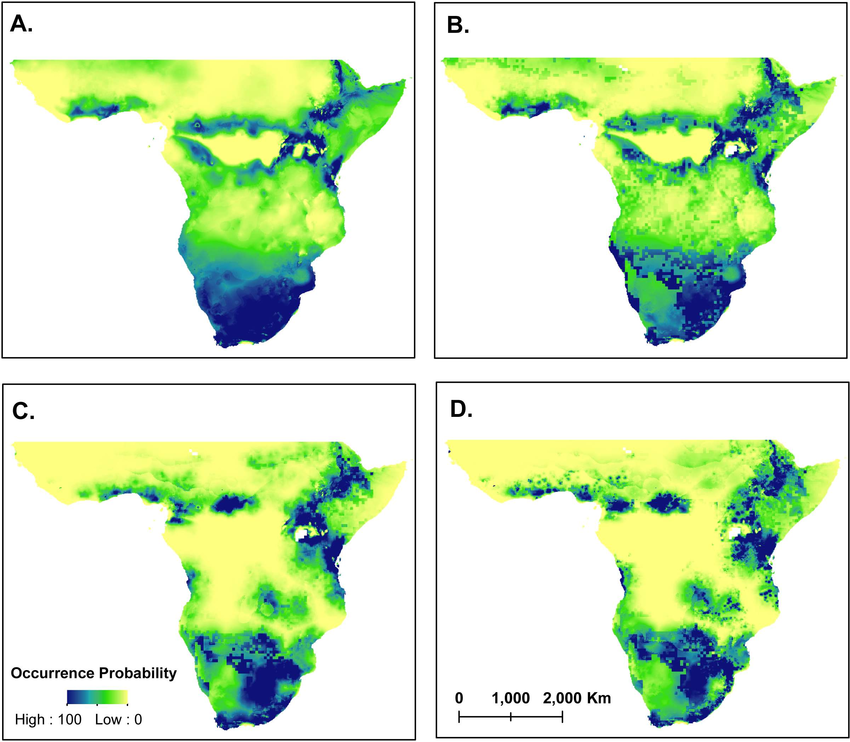 A.
B.
C.
D.
Occurrence Probability
High : 100 Low : 0
0 1,000 2,000 Km